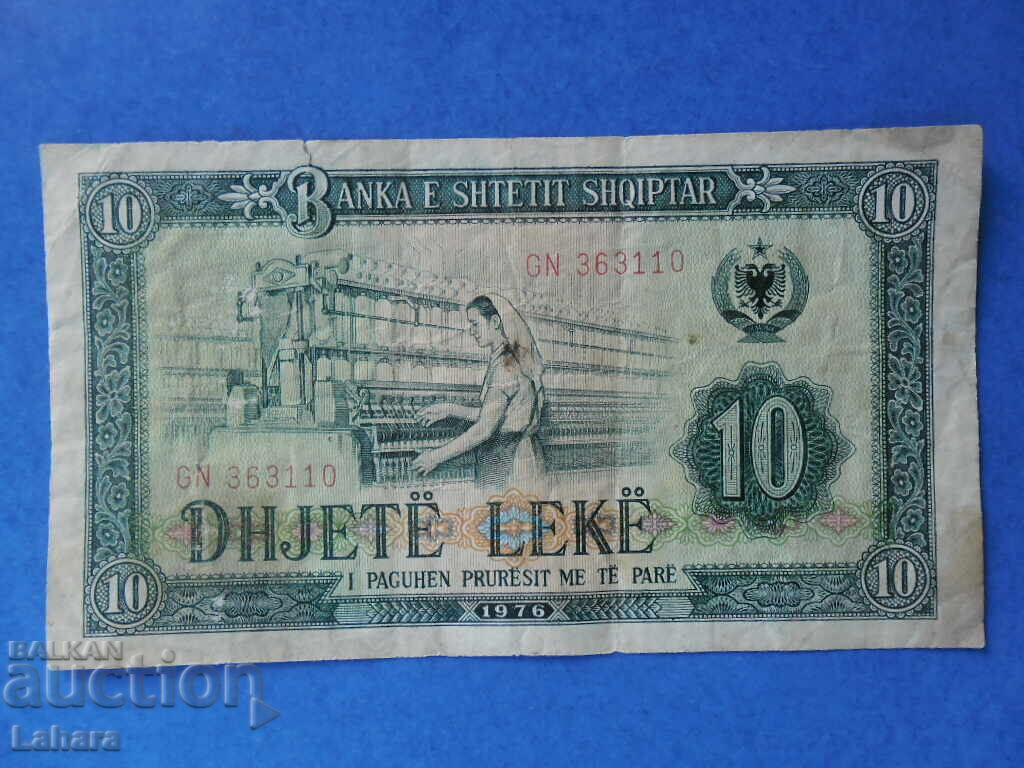 10
BANKA E SHTETIT SHQIPTAR
10
GN 363110
10
GN 363110
DHJETË LEKË
I PAGUHEN PRURËSIT ME TË PARË
10
1976
10
BALKAN
auction
Lahara